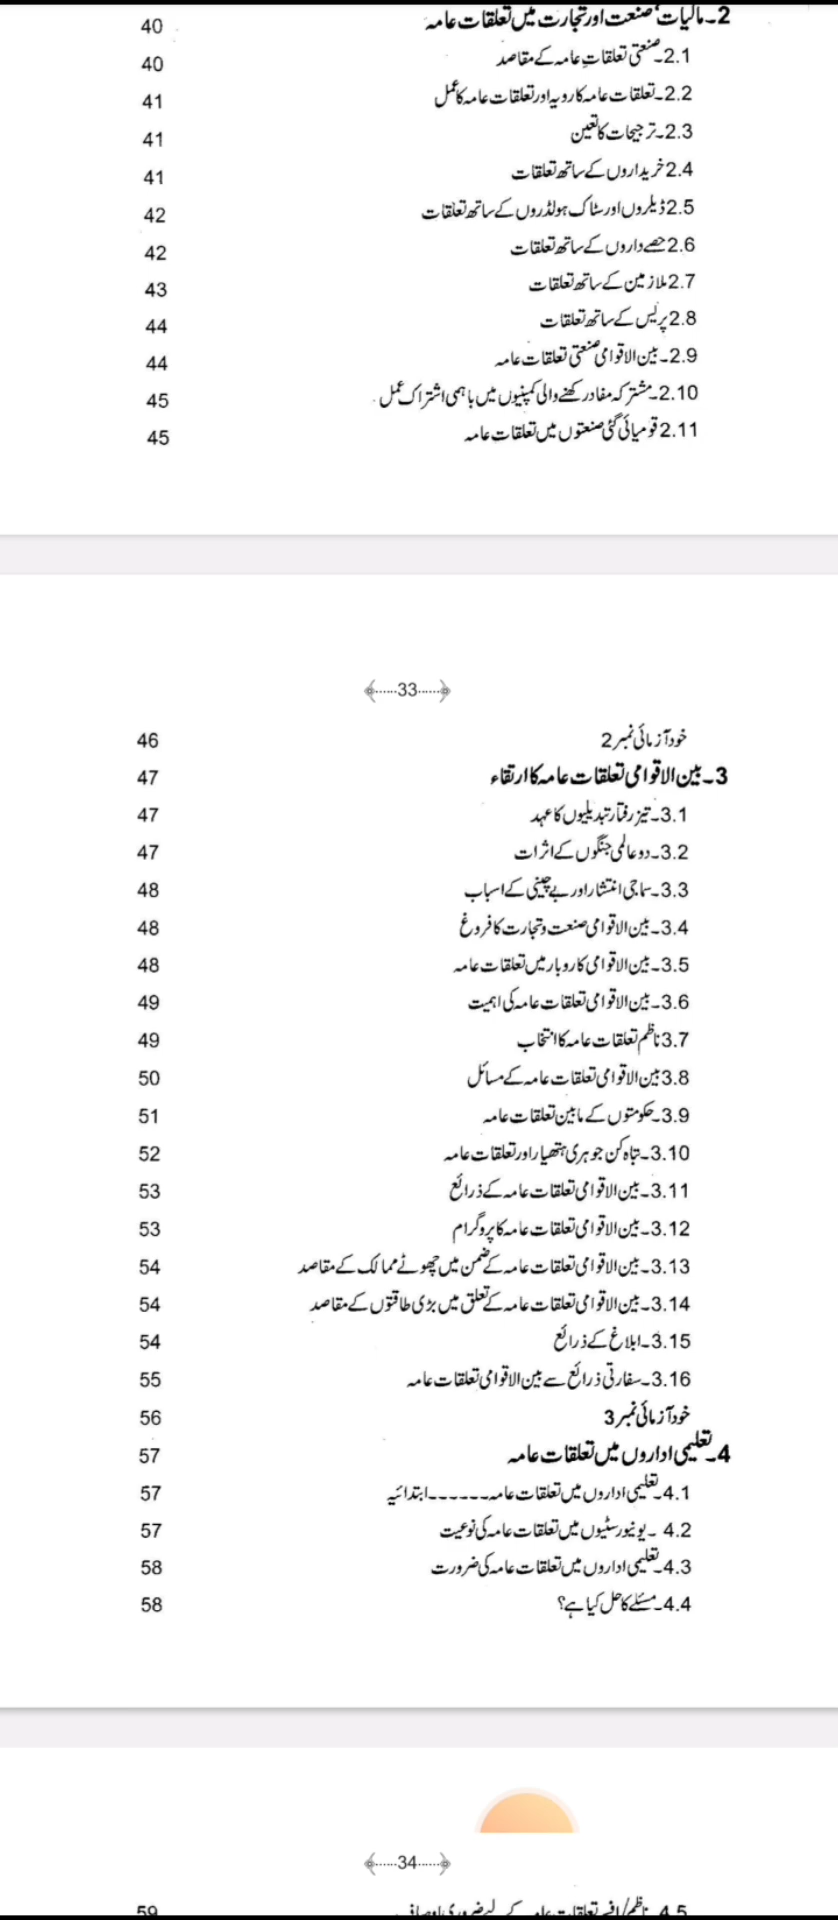 2۔ مالیات، صنعت اور تجارت میں تعلقات عامہ 40
2.1۔ صنعتی تعلقاتِ عامہ کے مقاصد 40
2.2۔ تعلقات عامہ کا رویہ اور تعلقات عامہ کا عمل 41
2.3۔ ترجیحات کا تعین 41
2.4 خریداروں کے ساتھ تعلقات 41
2.5 ڈیلروں اور سٹاک ہولڈروں کے ساتھ تعلقات 42
2.6 حصے داروں کے ساتھ تعلقات 42
2.7 ملازمین کے ساتھ تعلقات 43
2.8 پریس کے ساتھ تعلقات 44
2.9۔ بین الاقوامی صنعتی تعلقات عامہ 44
2.10۔ مشترکہ مفاد رکھنے والی کمپنیوں میں باہمی اشتراک عمل 45
2.11 قومیائی گئی صنعتوں میں تعلقات عامہ 45
33
خود آزمائی نمبر 2 46
3۔ بین الاقوامی تعلقات عامہ کا ارتقاء 47
3.1۔ تیز رفتار تبدیلیوں کا عہد 47
3.2۔ دو عالمی جنگوں کے اثرات 47
3.3۔ سماجی انتشار اور بے چینی کے اسباب 48
3.4۔ بین الاقوامی صنعت و تجارت کا فروغ 48
3.5۔ بین الاقوامی کاروبار میں تعلقات عامہ 48
3.6۔ بین الاقوامی تعلقات عامہ کی اہمیت 49
3.7 ناظم تعلقات عامہ کا انتخاب 49
3.8 بین الاقوامی تعلقات عامہ کے مسائل 50
3.9۔ حکومتوں کے مابین تعلقات عامہ 51
3.10۔ تباہ کن جوہری ہتھیار اور تعلقات عامہ 52
3.11۔ بین الاقوامی تعلقات عامہ کے ذرائع 53
3.12۔ بین الاقوامی تعلقات عامہ کا پروگرام 53
3.13۔ بین الاقوامی تعلقات عامہ کے ضمن میں چھوٹے ممالک کے مقاصد 54
3.14۔ بین الاقوامی تعلقات عامہ کے تعلق میں بڑی طاقتوں کے مقاصد 54
3.15۔ ابلاغ کے ذرائع 54
3.16۔ سفارتی ذرائع سے بین الاقوامی تعلقات عامہ 55
خود آزمائی نمبر 3 56
4۔ تعلیمی اداروں میں تعلقات عامہ 57
4.1۔ تعلیمی اداروں میں تعلقات عامہ۔۔۔۔۔۔ابتدائیہ 57
4.2 ۔ یونیورسٹیوں میں تعلقات عامہ کی نوعیت 57
4.3۔ تعلیمی اداروں میں تعلقات عامہ کی ضرورت 58
4.4۔ مسئلے کا حل کیا ہے؟ 58
34
4.5۔ ناظم/افسر تعلقات عامہ کے لیے ضروری اوصاف 59